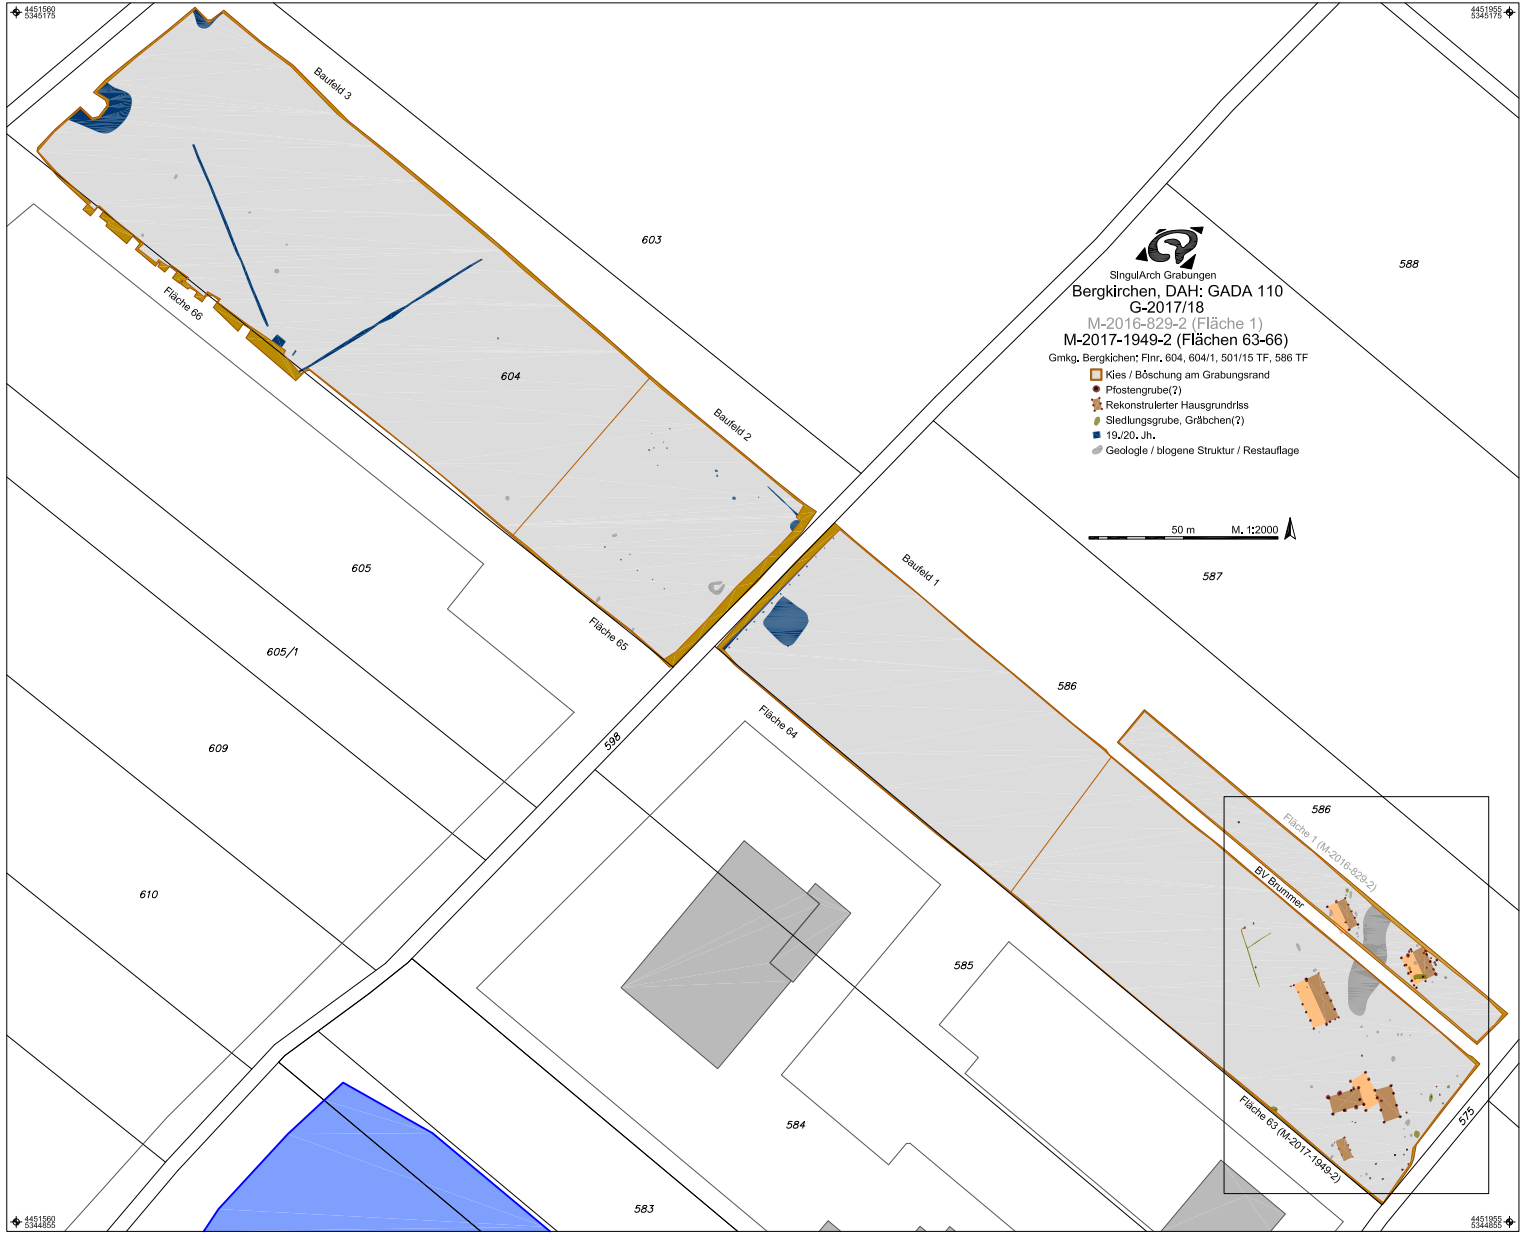 4451560
5345175
4451955
5345175
Baufeld 3
603
588
SingulArch Grabungen
Bergkirchen, DAH: GADA 110
G-2017/18
M-2016-829-2 (Fläche 1)
M-2017-1949-2 (Flächen 63-66)
Gmkg. Bergkichen; Flnr. 604, 604/1, 501/15 TF, 586 TF
Kies / Böschung am Grabungsrand
Pfostengrube(?)
Rekonstruierter Hausgrundriss
Siedlungsgrube, Gräbchen(?)
19./20. Jh.
Geologie / biogene Struktur / Restauflage
Fläche 66
604
Baufeld 2
50 m M. 1:2000
605
Baufeld 1
587
Fläche 65
605/1
586
Fläche 64
598
609
586
Fläche 1 (M-2016-829-2)
BV Brummer
610
585
584
Fläche 63 (M-2017-1949-2)
575
583
4451560
5344855
4451955
5344855